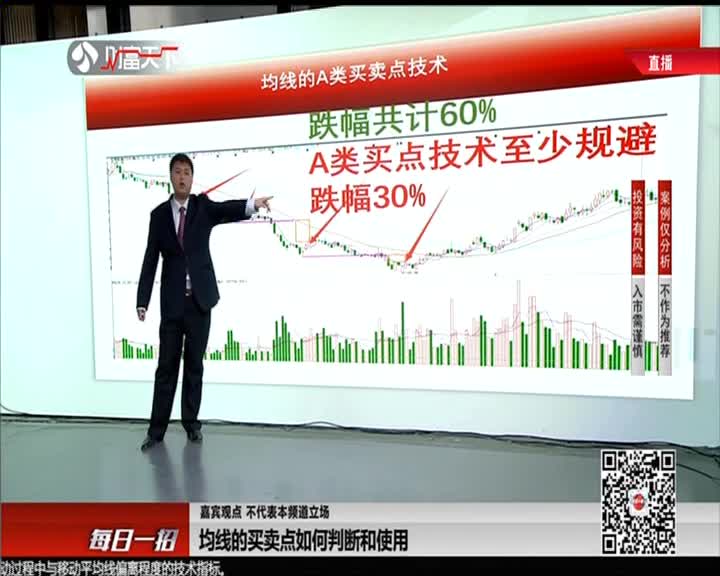 财富天下
直播
均线的A类买卖点技术
跌幅共计60%
A类买点技术至少规避
跌幅30%
案例仅分析 不作为推荐
投资有风险 入市需谨慎
嘉宾观点 不代表本频道立场
每日一招
均线的买卖点如何判断和使用
动过程中与移动平均线偏离程度的技术指标。